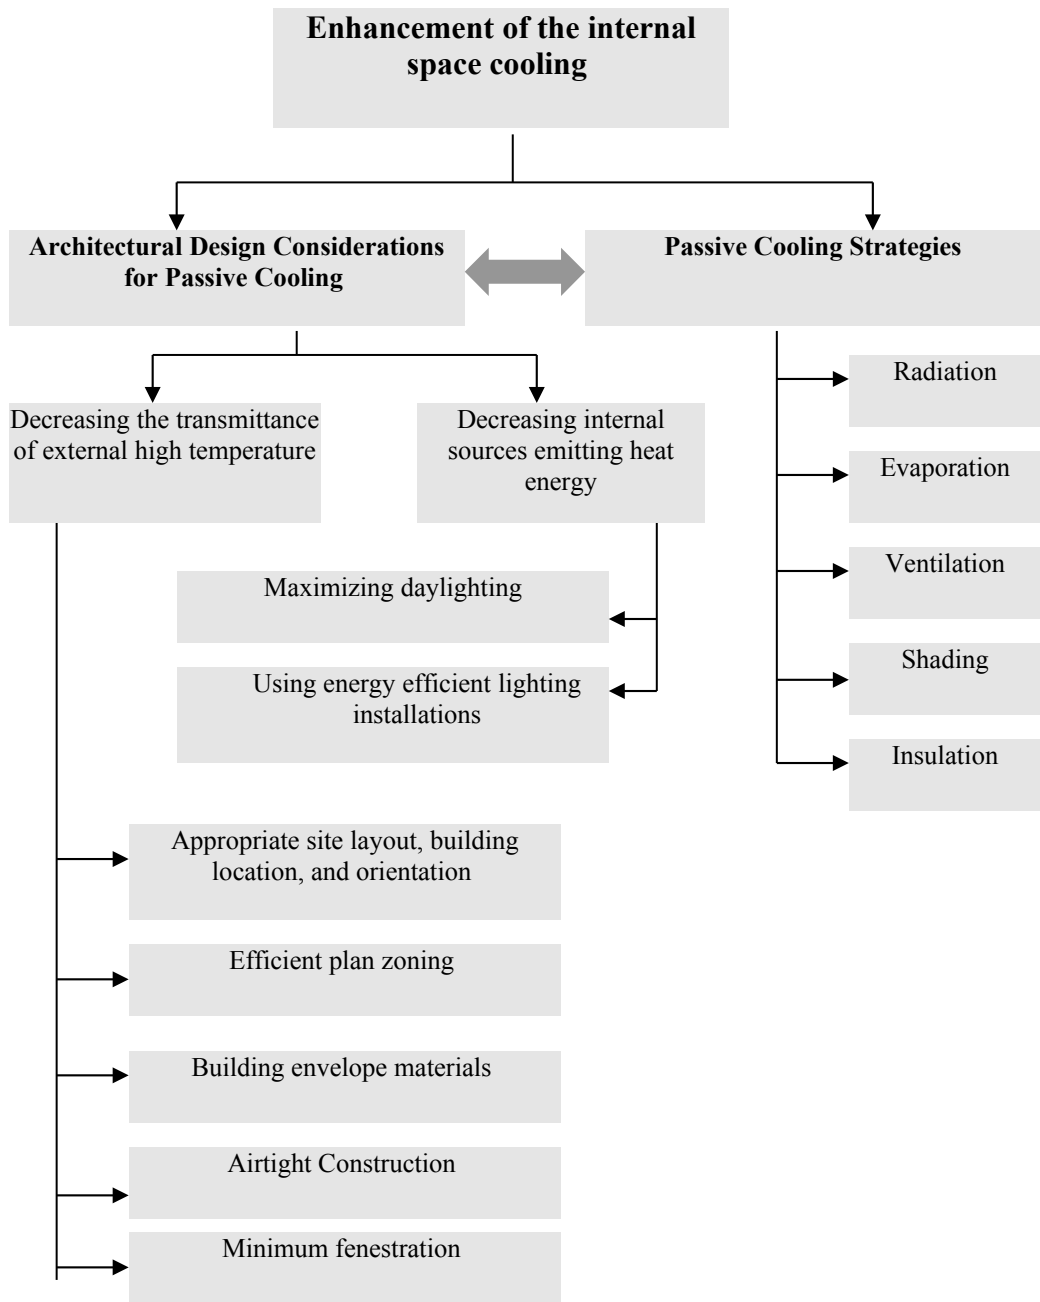 Enhancement of the internal
space cooling
Architectural Design Considerations
for Passive Cooling
Passive Cooling Strategies
Decreasing the transmittance
of external high temperature
Decreasing internal
sources emitting heat
energy
Radiation
Evaporation
Ventilation
Shading
Insulation
Maximizing daylighting
Using energy efficient lighting
installations
Appropriate site layout, building
location, and orientation
Efficient plan zoning
Building envelope materials
Airtight Construction
Minimum fenestration